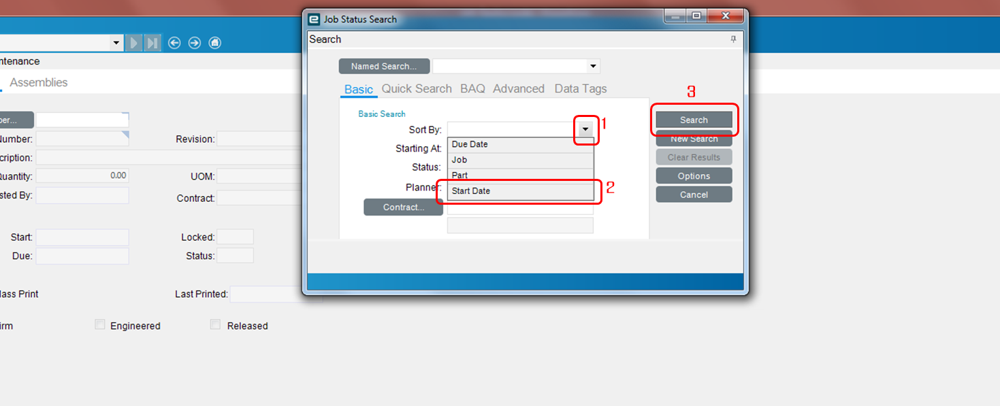 Job Status Search
Search
Named Search...
Basic Quick Search BAQ Advanced Data Tags
Basic Search
Sort By:
1
Starting At:
Status:
Planner:
Due Date
Job
Part
Start Date
2
Contract...
3
Search
New Search
Clear Results
Options
Cancel
ntenance
Assemblies
ber...
Number:
Revision:
cription:
Quantity: 0.00
UOM:
sted By:
Contract:
Start:
Locked:
Due:
Status:
Mass Print
Last Printed:
irm
Engineered
Released